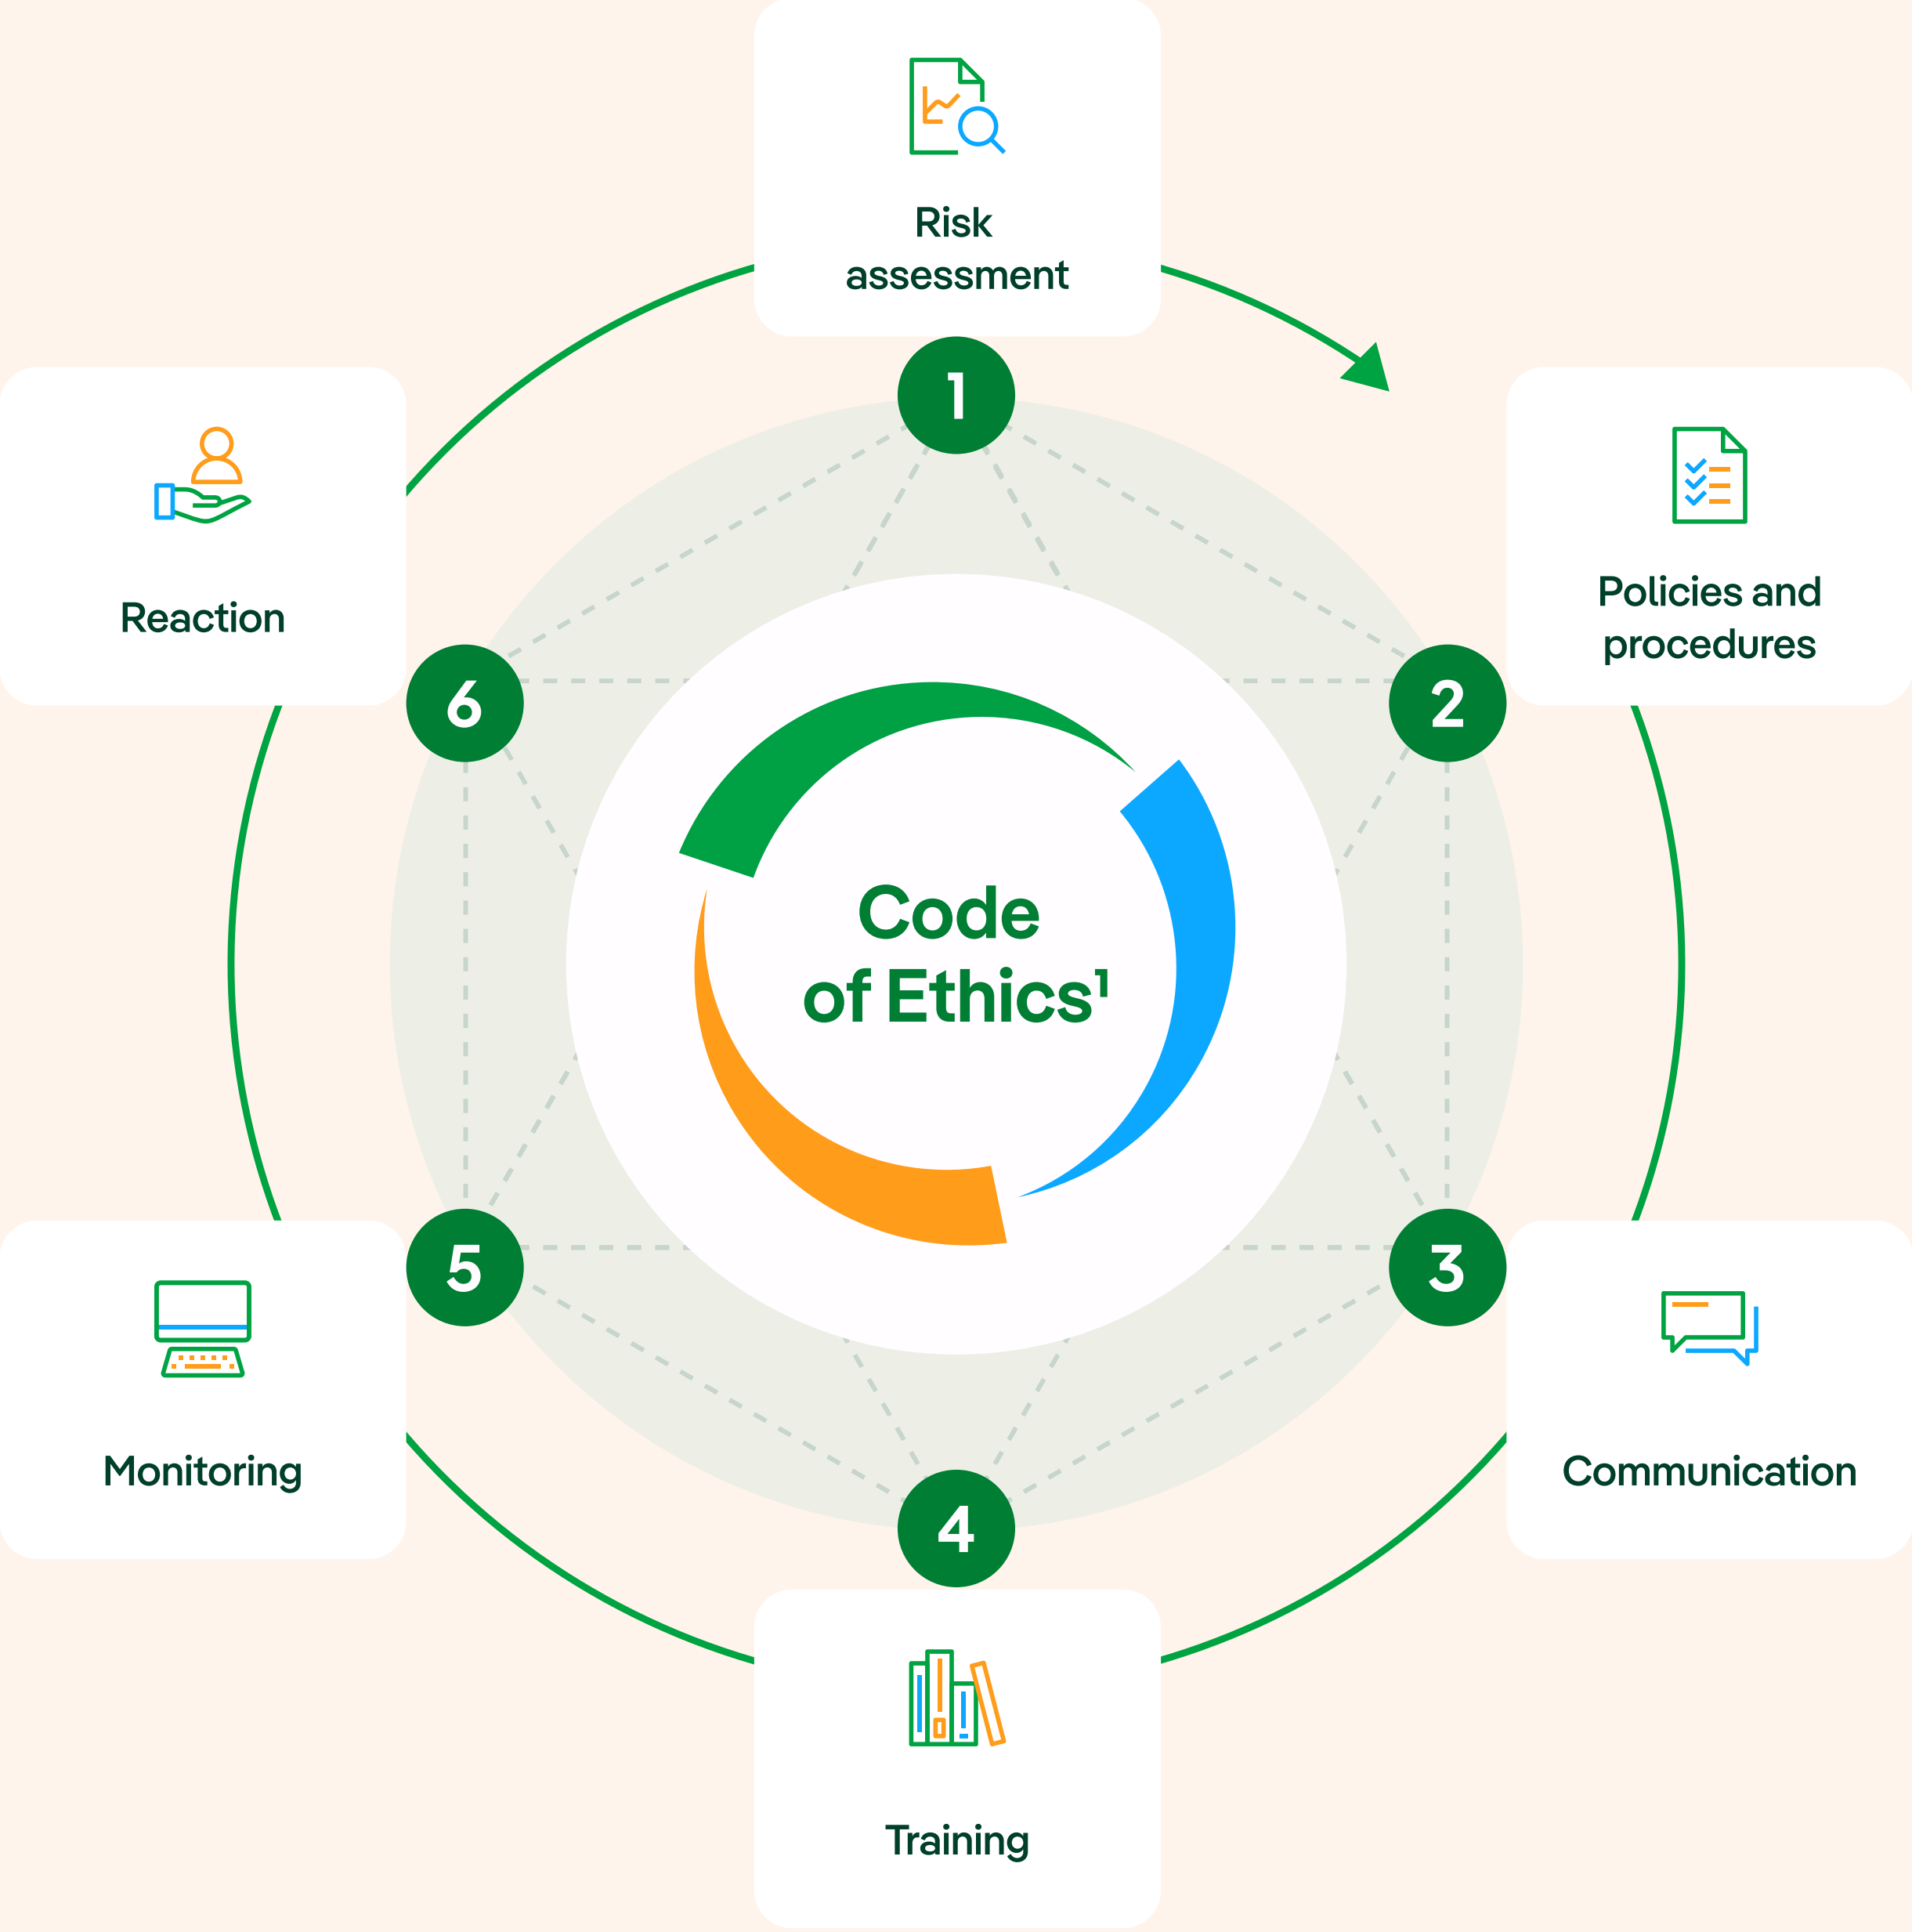 Risk
assessment
1
Policies and
procedures
2
Communication
3
Training
4
Monitoring
5
Reaction
6
Code
of Ethics¹